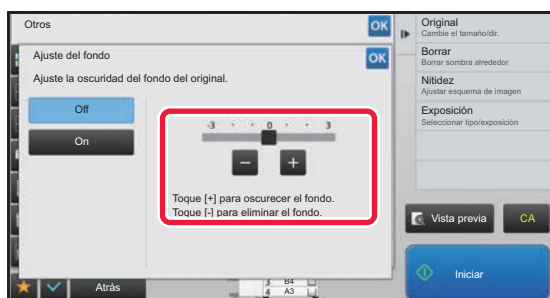 Otros
OK
Ajuste del fondo
OK
Ajuste la oscuridad del fondo del original.
Off
On
-3 0 3
− +
Toque [+] para oscurecer el fondo.
Toque [-] para eliminar el fondo.
Original
Cambie el tamaño/dir.
Borrar
Borrar sombra alrededor
Nitidez
Ajustar esquema de imagen
Exposición
Seleccionar tipo/exposición
Vista previa
CA
Iniciar
Atrás
3 B4
4 A3